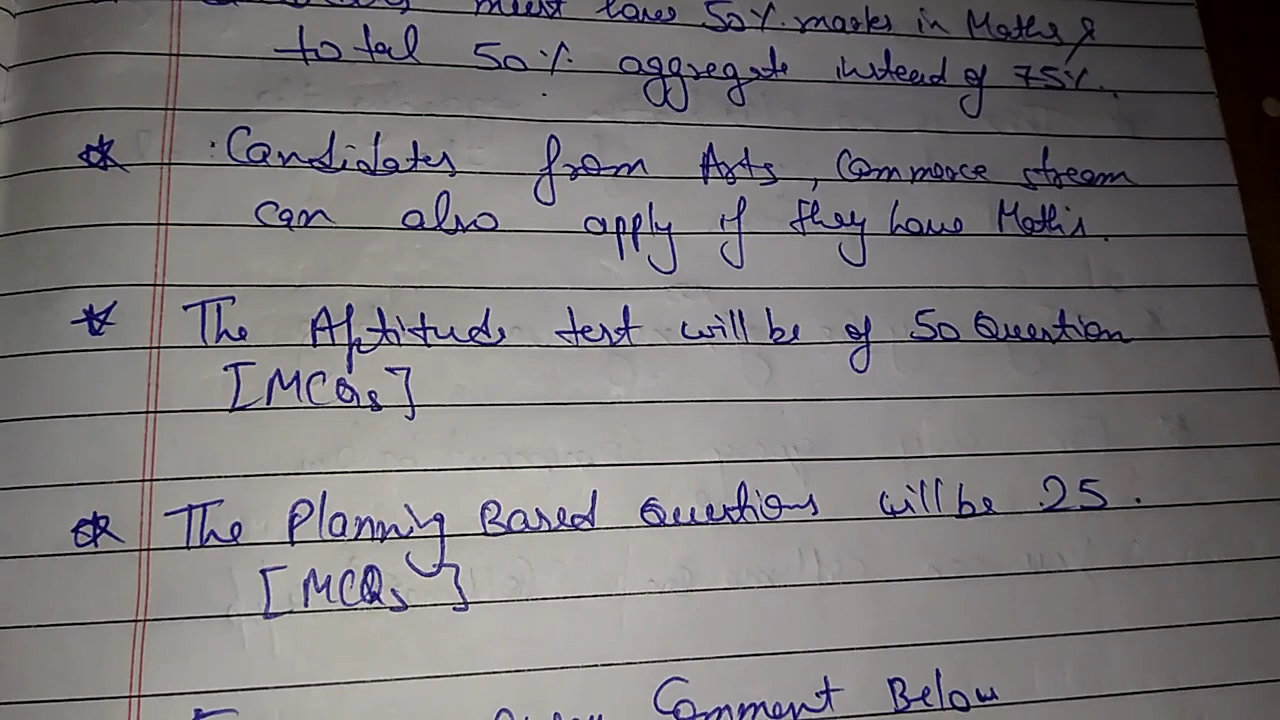 must have 50% marks in Maths &
total 50% aggregate instead of 75%.
Candidates from Arts, Commerce stream
can also apply if they have Maths.
The Aptitude test will be of 50 Question
[MCQs]
The Planning Based Questions will be 25.
[MCQs]
Comment Below